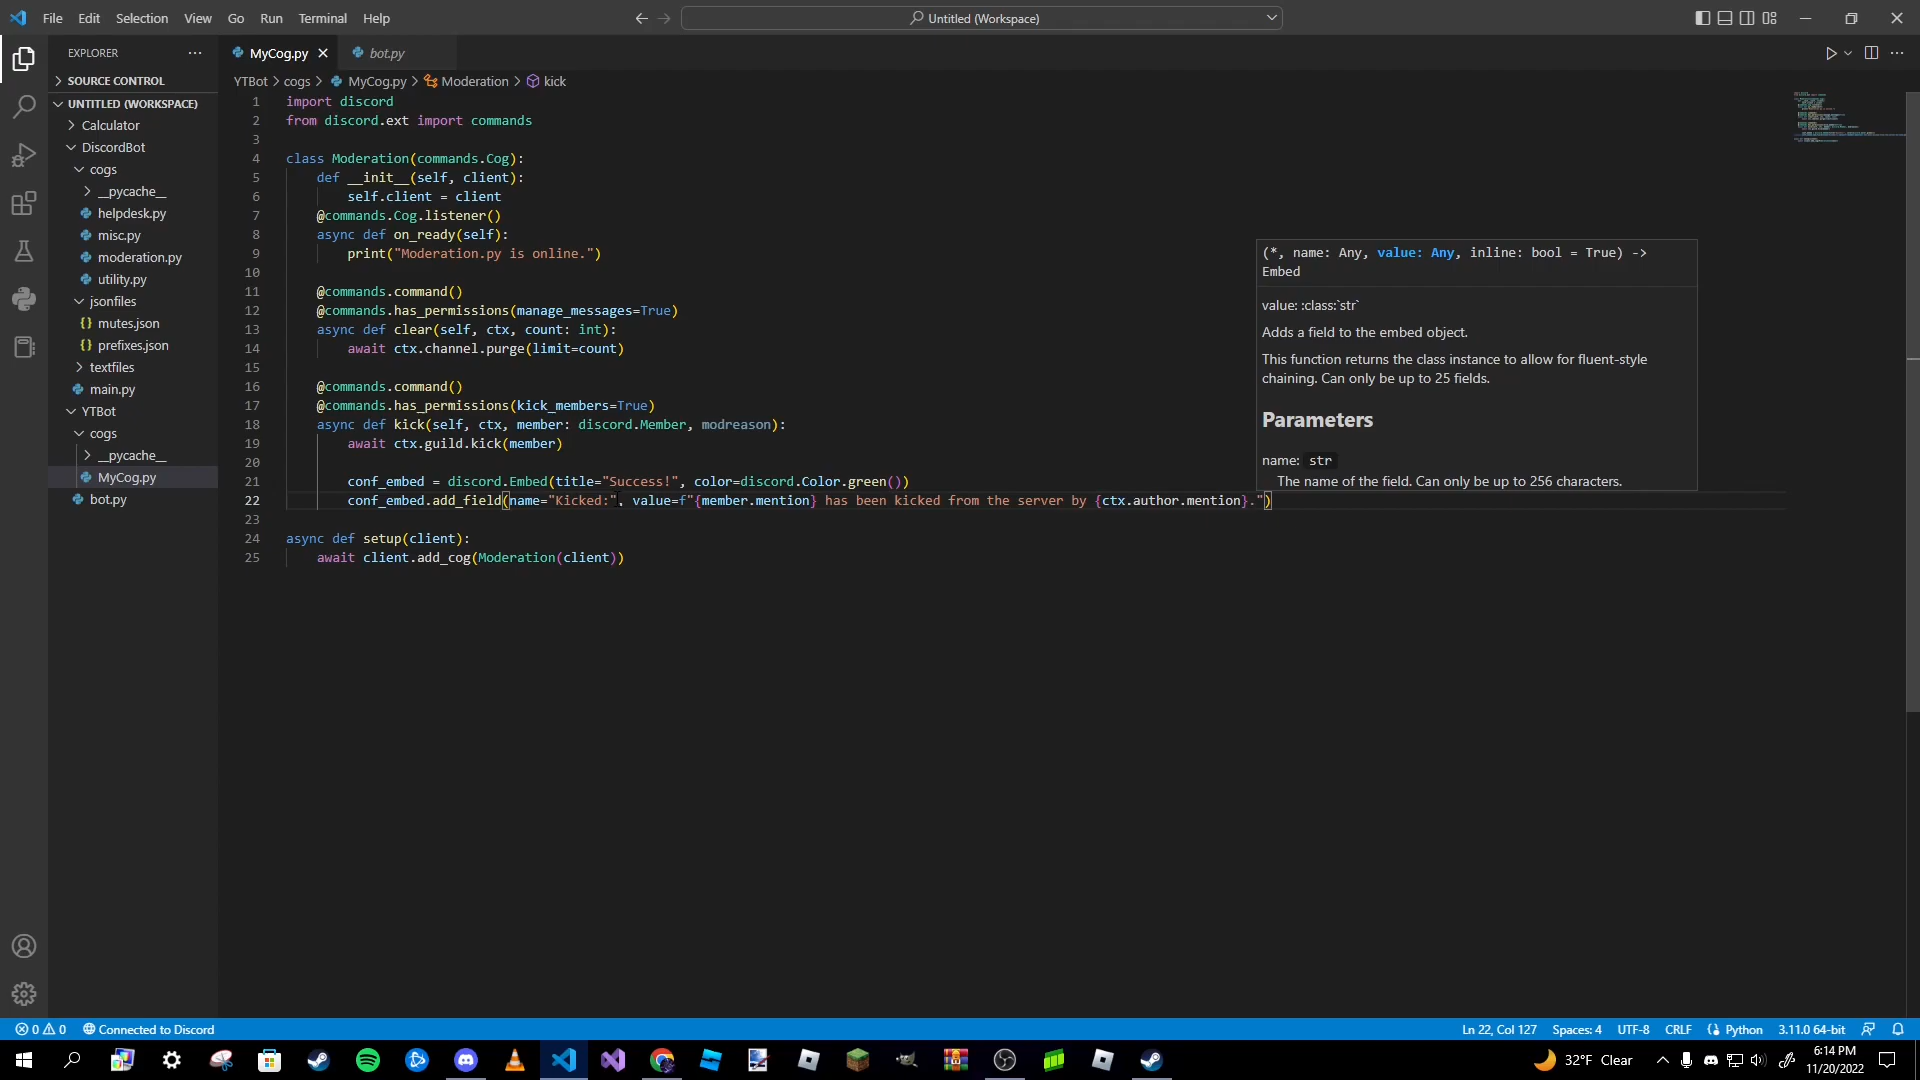 File Edit Selection View Go Run Terminal Help
Untitled (Workspace)
EXPLORER
SOURCE CONTROL
UNTITLED (WORKSPACE)
Calculator
DiscordBot
cogs
__pycache__
helpdesk.py
misc.py
moderation.py
utility.py
jsonfiles
mutes.json
prefixes.json
textfiles
main.py
YTBot
cogs
__pycache__
MyCog.py
bot.py
MyCog.py bot.py
YTBot > cogs > MyCog.py > Moderation > kick
1 import discord
2 from discord.ext import commands
3
4 class Moderation(commands.Cog):
5 def __init__(self, client):
6 self.client = client
7 @commands.Cog.listener()
8 async def on_ready(self):
9 print("Moderation.py is online.")
10
11 @commands.command()
12 @commands.has_permissions(manage_messages=True)
13 async def clear(self, ctx, count: int):
14 await ctx.channel.purge(limit=count)
15
16 @commands.command()
17 @commands.has_permissions(kick_members=True)
18 async def kick(self, ctx, member: discord.Member, modreason):
19 await ctx.guild.kick(member)
20
21 conf_embed = discord.Embed(title="Success!", color=discord.Color.green())
22 conf_embed.add_field(name="Kicked:", value=f"{member.mention} has been kicked from the server by {ctx.author.mention}.")
23
24 async def setup(client):
25 await client.add_cog(Moderation(client))
(*, name: Any, value: Any, inline: bool = True) ->
Embed
value: :class:`str`
Adds a field to the embed object.
This function returns the class instance to allow for fluent-style
chaining. Can only be up to 25 fields.
Parameters
name: str
The name of the field. Can only be up to 256 characters.
0 0 Connected to Discord
Ln 22, Col 127 Spaces: 4 UTF-8 CRLF Python 3.11.0 64-bit
32°F Clear
6:14 PM
11/20/2022